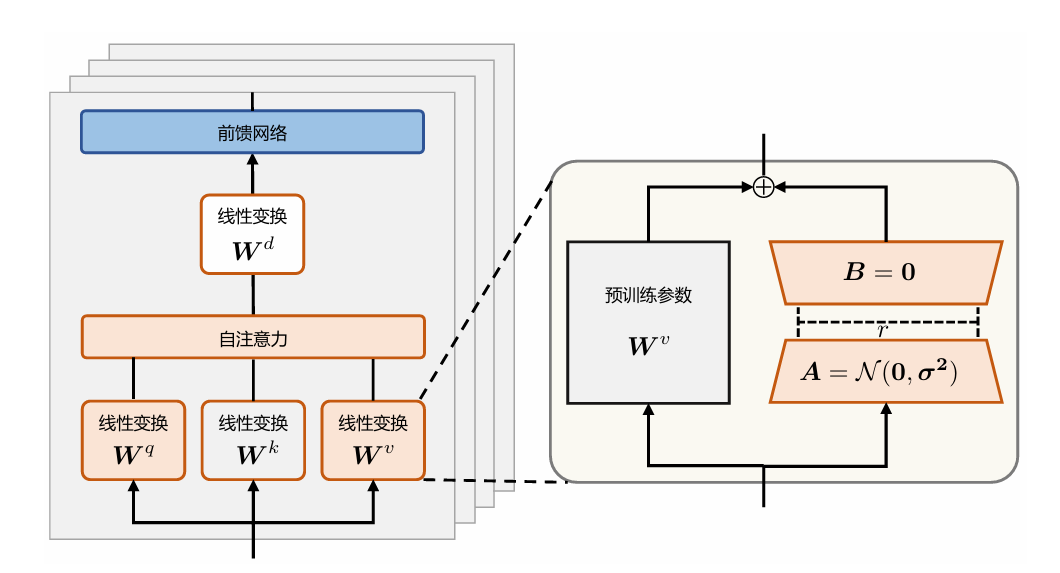 前馈网络
线性变换
W^d
自注意力
线性变换
W^q
线性变换
W^k
线性变换
W^v
预训练参数
W^v
B = 0
r
A = N(0, σ^2)